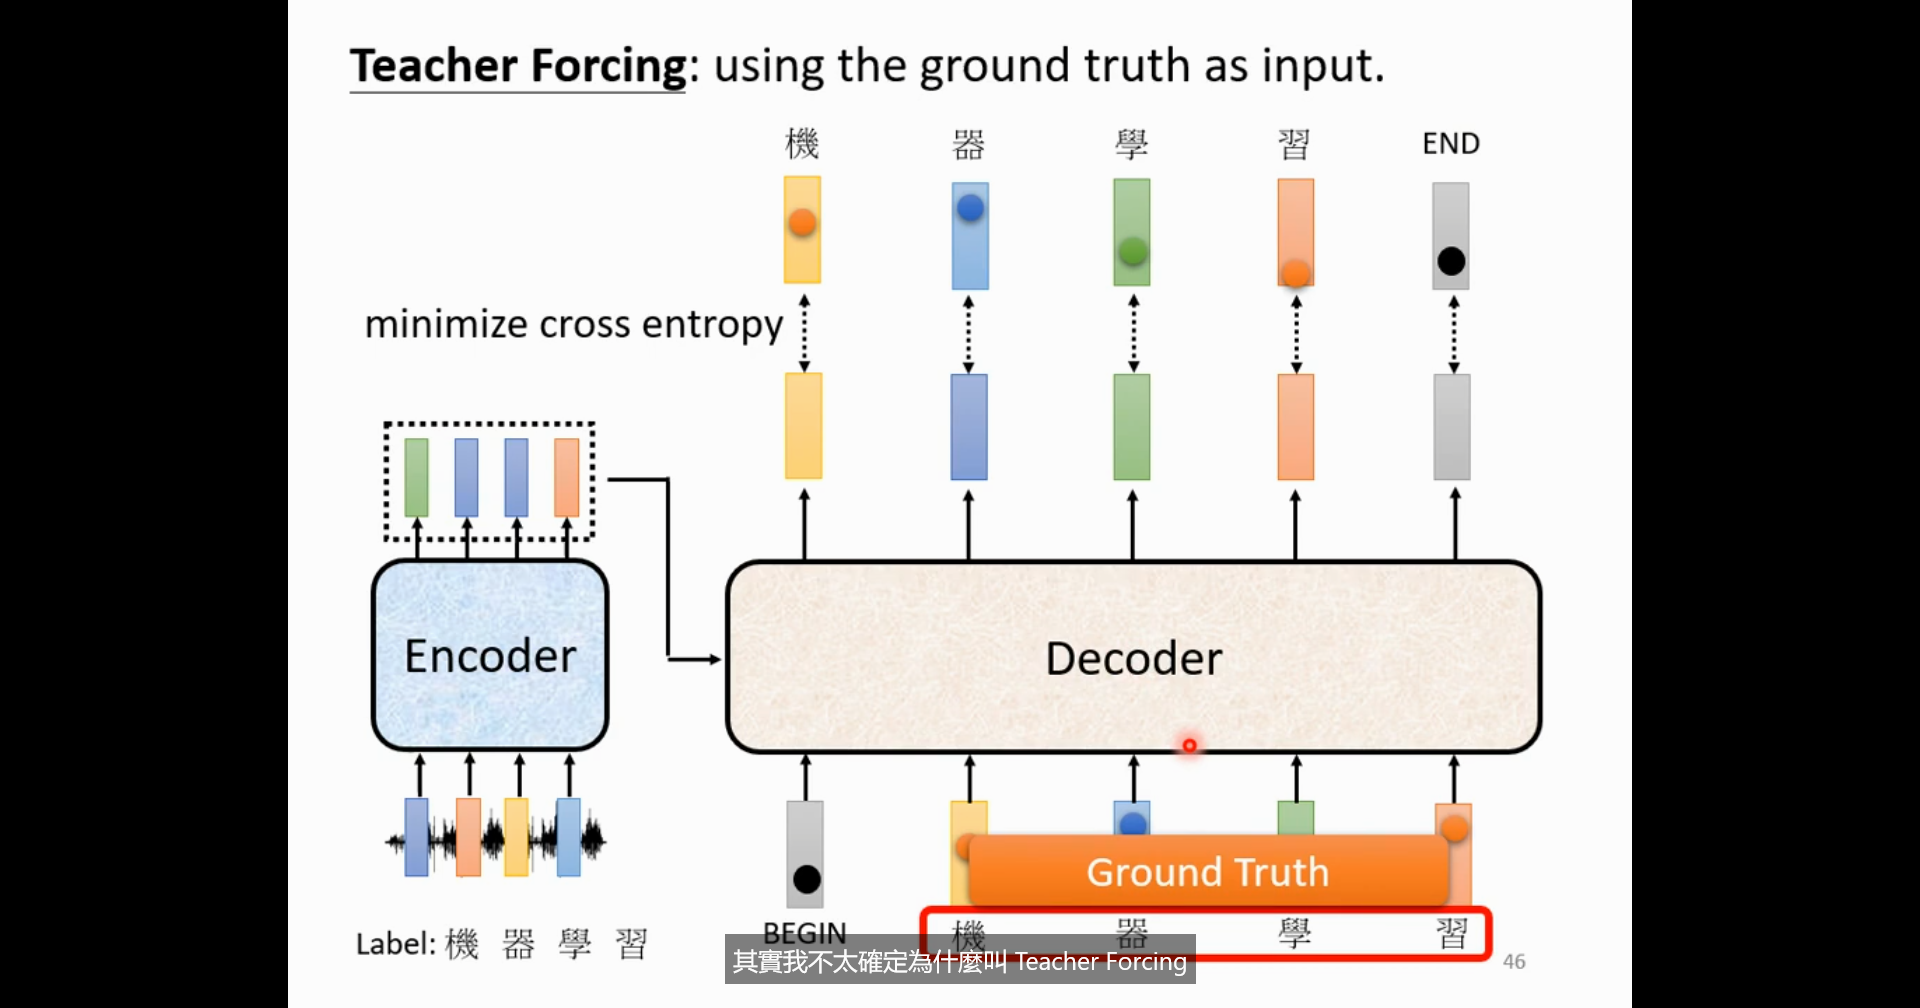 Teacher Forcing: using the ground truth as input.
機 器 學 習 END
minimize cross entropy
Encoder
Decoder
Ground Truth
BEGIN 機 器 學 習
Label: 機 器 學 習
其實我不太確定為什麼叫 Teacher Forcing
46